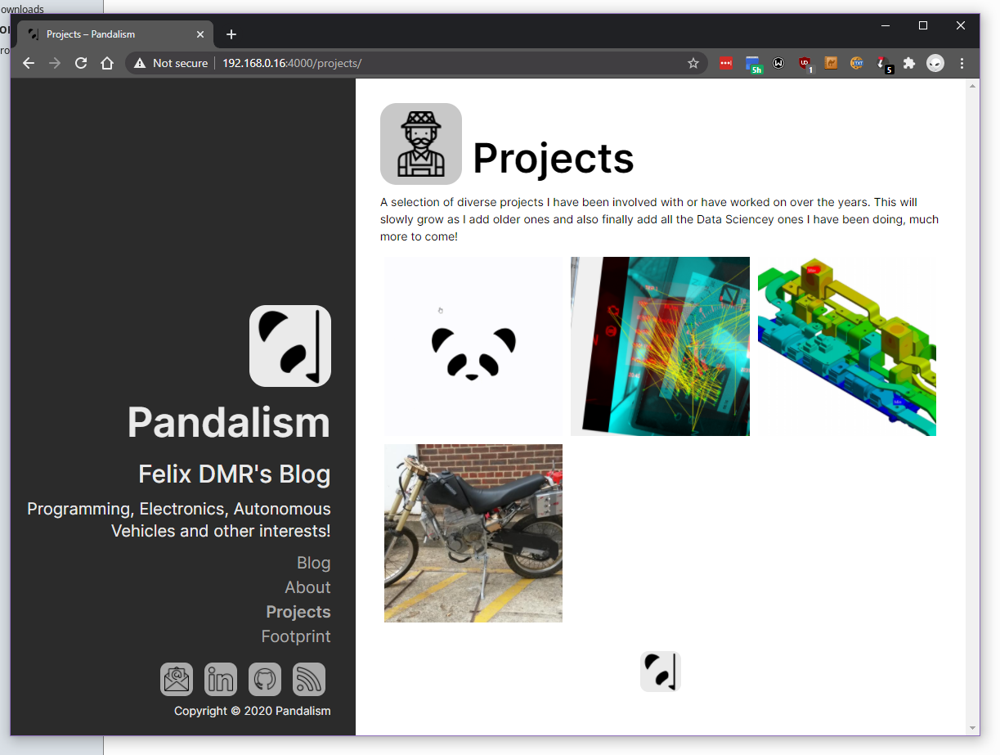 ownloads
Projects – Pandalism
Not secure
192.168.0.16:4000/projects/
5h
1
5
Projects
A selection of diverse projects I have been involved with or have worked on over the years. This will
slowly grow as I add older ones and also finally add all the Data Sciencey ones I have been doing, much
more to come!
Pandalism
Felix DMR's Blog
Programming, Electronics, Autonomous
Vehicles and other interests!
Blog
About
Projects
Footprint
in
Copyright © 2020 Pandalism